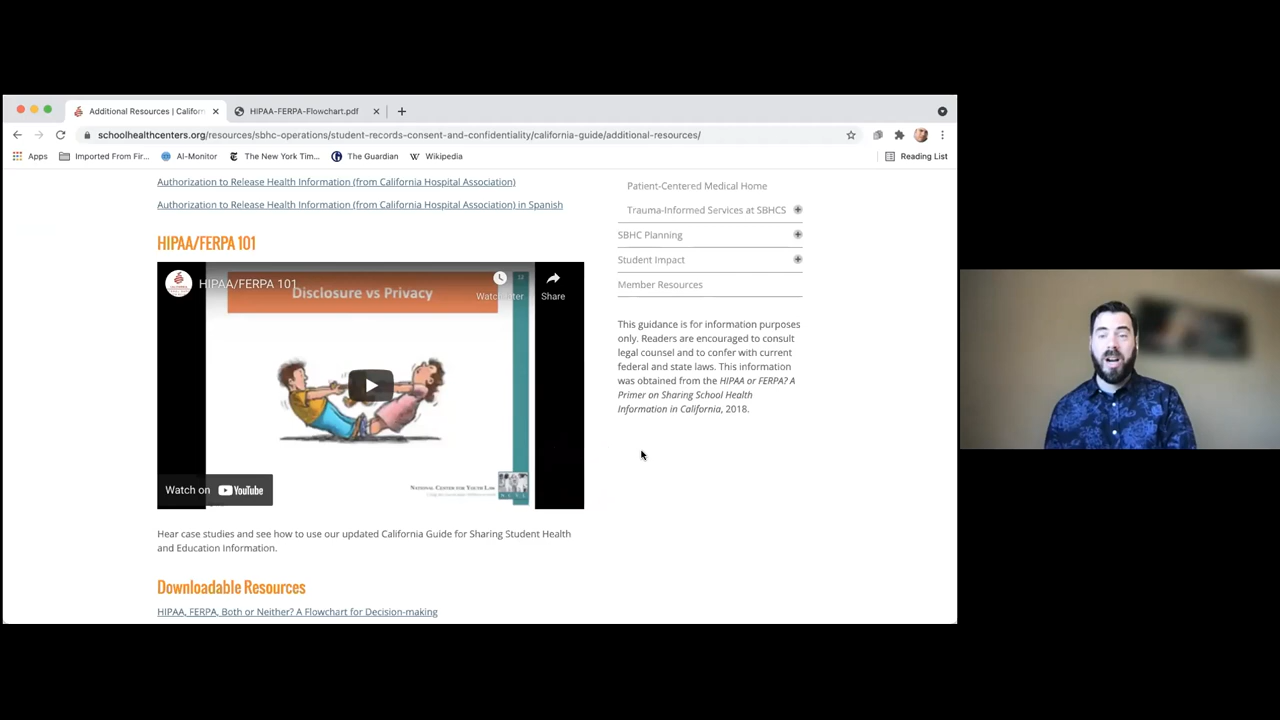 Additional Resources | Californ
HIPAA-FERPA-Flowchart.pdf
schoolhealthcenters.org/resources/sbhc-operations/student-records-consent-and-confidentiality/california-guide/additional-resources/
Apps
Imported From Fir...
Al-Monitor
The New York Tim...
The Guardian
Wikipedia
Reading List
Authorization to Release Health Information (from California Hospital Association)
Authorization to Release Health Information (from California Hospital Association) in Spanish
HIPAA/FERPA 101
HIPAA/FERPA 101
Disclosure vs Privacy
Watch later
Share
NATIONAL CENTER FOR YOUTH LAW
Watch on YouTube
Hear case studies and see how to use our updated California Guide for Sharing Student Health
and Education Information.
Downloadable Resources
HIPAA, FERPA, Both or Neither? A Flowchart for Decision-making
Patient-Centered Medical Home
Trauma-Informed Services at SBHCS
SBHC Planning
Student Impact
Member Resources
This guidance is for information purposes
only. Readers are encouraged to consult
legal counsel and to confer with current
federal and state laws. This information
was obtained from the HIPAA or FERPA? A
Primer on Sharing School Health
Information in California, 2018.